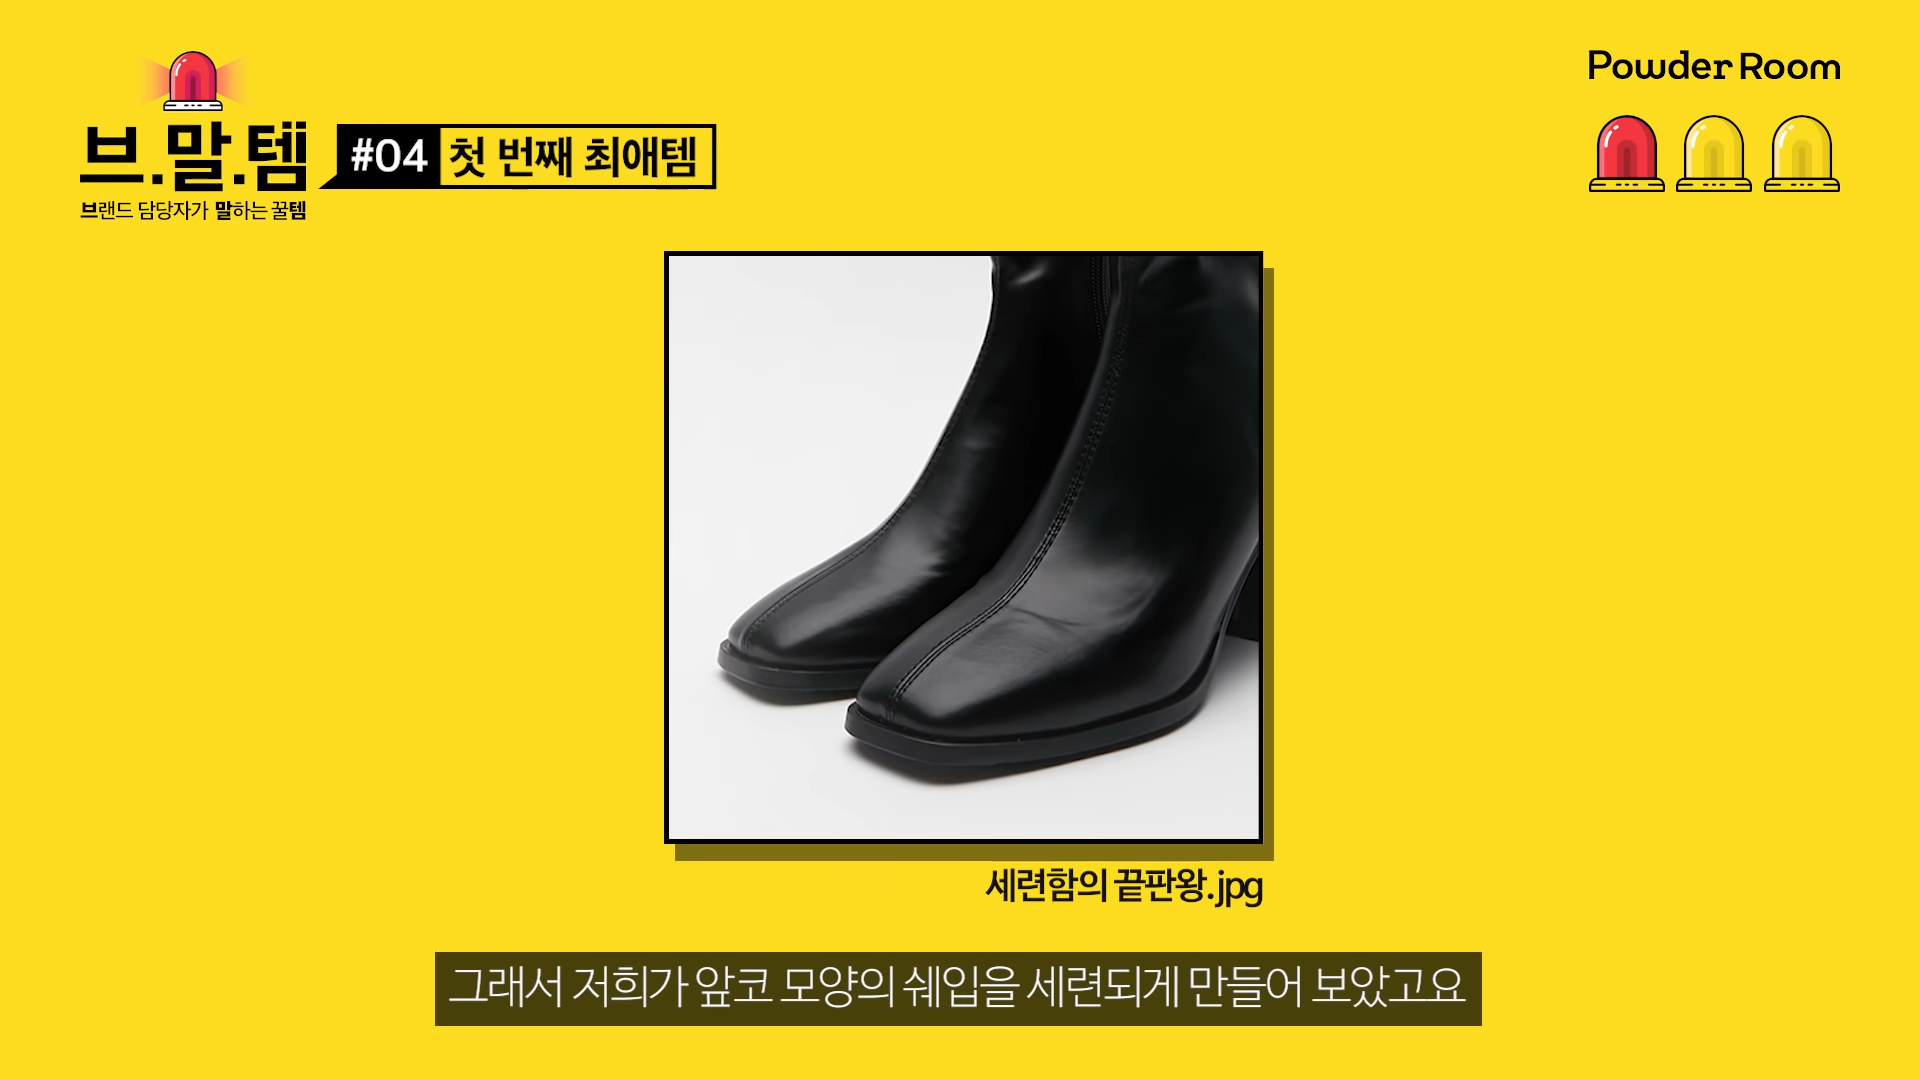 Powder Room
브.말.템
브랜드 담당자가 말하는 꿀템
#04 첫 번째 최애템
세련함의 끝판왕.jpg
그래서 저희가 앞코 모양의 쉐입을 세련되게 만들어 보았고요